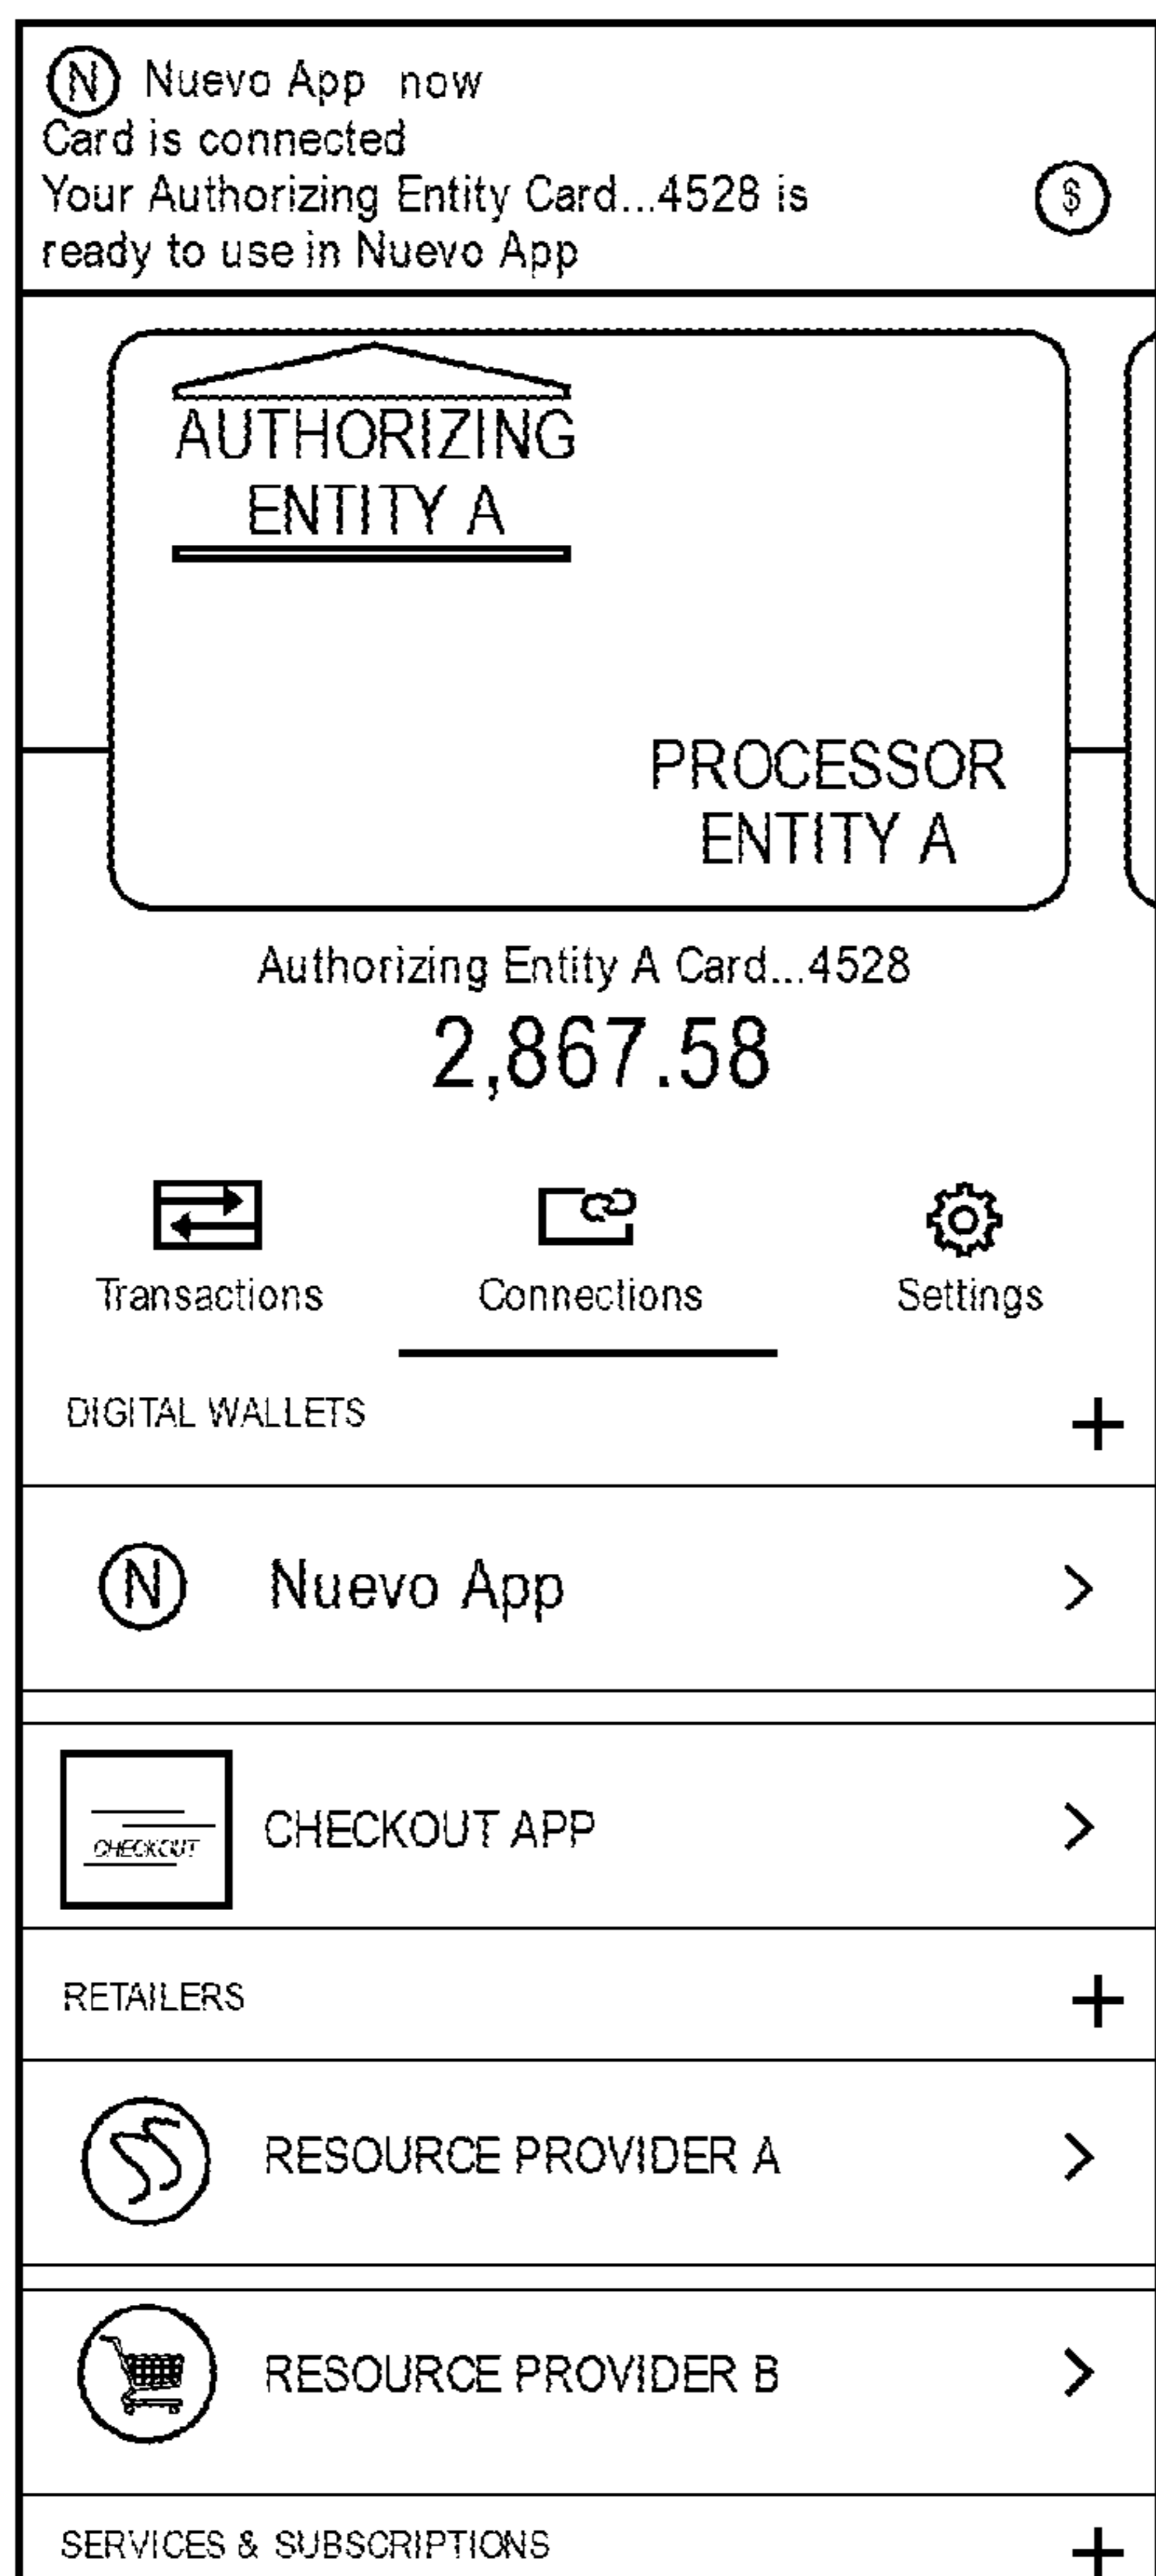 N Nuevo App now
Card is connected
Your Authorizing Entity Card...4528 is
ready to use in Nuevo App
$
AUTHORIZING
ENTITY A
PROCESSOR
ENTITY A
Authorizing Entity A Card...4528
2,867.58
Transactions Connections Settings
DIGITAL WALLETS +
N Nuevo App >
CHECKOUT CHECKOUT APP >
RETAILERS +
RESOURCE PROVIDER A >
RESOURCE PROVIDER B >
SERVICES & SUBSCRIPTIONS +